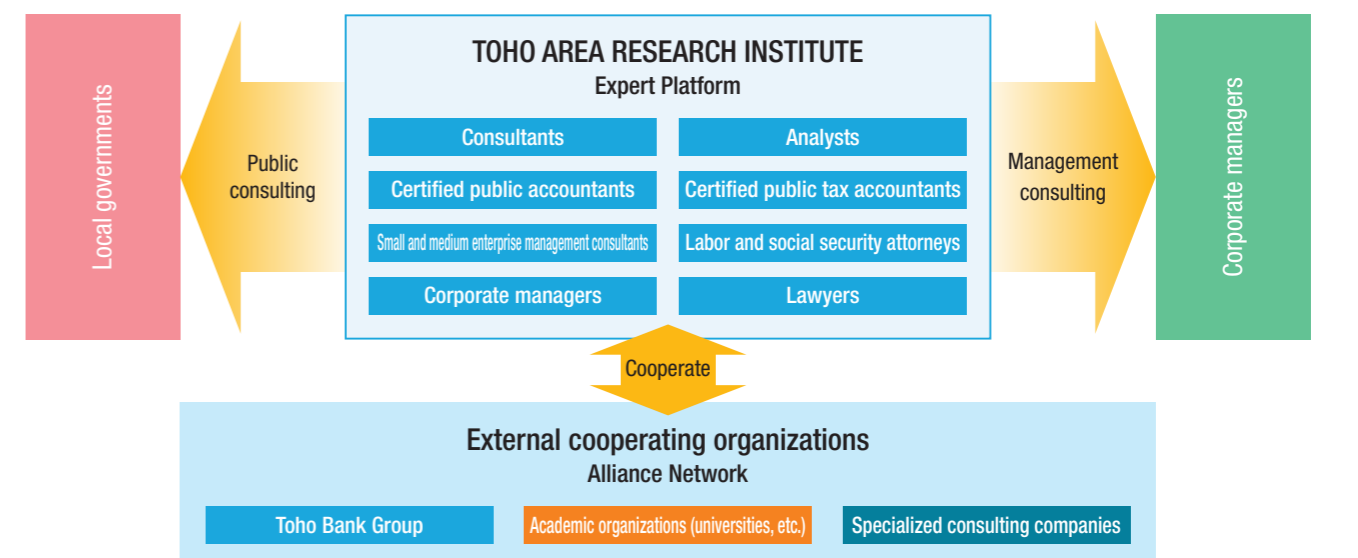 Local governments
Public
consulting
TOHO AREA RESEARCH INSTITUTE
Expert Platform
Consultants
Analysts
Certified public accountants
Certified public tax accountants
Small and medium enterprise management consultants
Labor and social security attorneys
Corporate managers
Lawyers
Management
consulting
Corporate managers
Cooperate
External cooperating organizations
Alliance Network
Toho Bank Group
Academic organizations (universities, etc.)
Specialized consulting companies